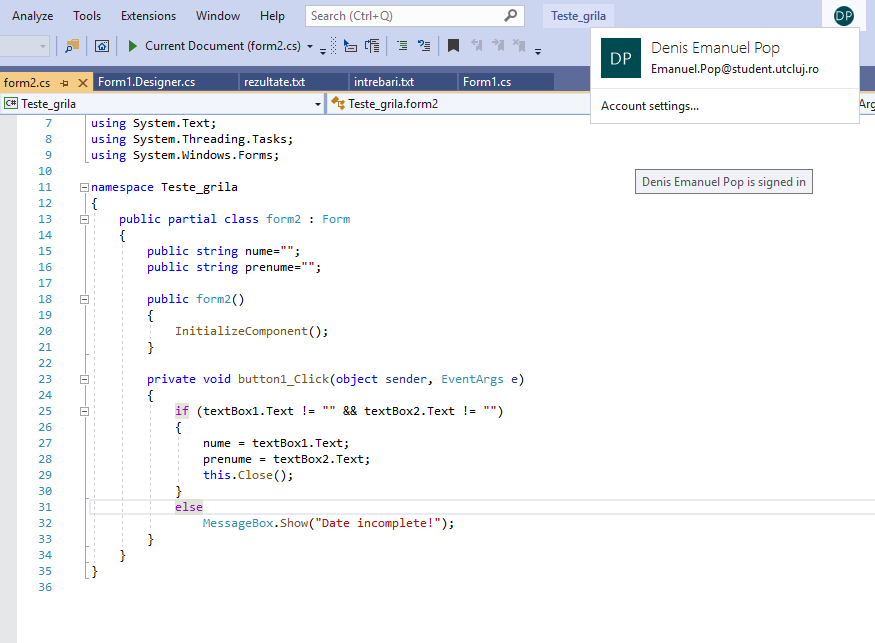 Analyze Tools Extensions Window Help Search (Ctrl+Q) Teste_grila DP
Current Document (form2.cs)
DP
Denis Emanuel Pop
Emanuel.Pop@student.utcluj.ro
Account settings...
form2.cs Form1.Designer.cs rezultate.txt intrebari.txt Form1.cs
C# Teste_grila Teste_grila.form2
Denis Emanuel Pop is signed in
7 using System.Text;
8 using System.Threading.Tasks;
9 using System.Windows.Forms;
10
11 namespace Teste_grila
12 {
13 public partial class form2 : Form
14 {
15 public string nume="";
16 public string prenume="";
17
18 public form2()
19 {
20 InitializeComponent();
21 }
22
23 private void button1_Click(object sender, EventArgs e)
24 {
25 if (textBox1.Text != "" && textBox2.Text != "")
26 {
27 nume = textBox1.Text;
28 prenume = textBox2.Text;
29 this.Close();
30 }
31 else
32 MessageBox.Show("Date incomplete!");
33 }
34 }
35 }
36